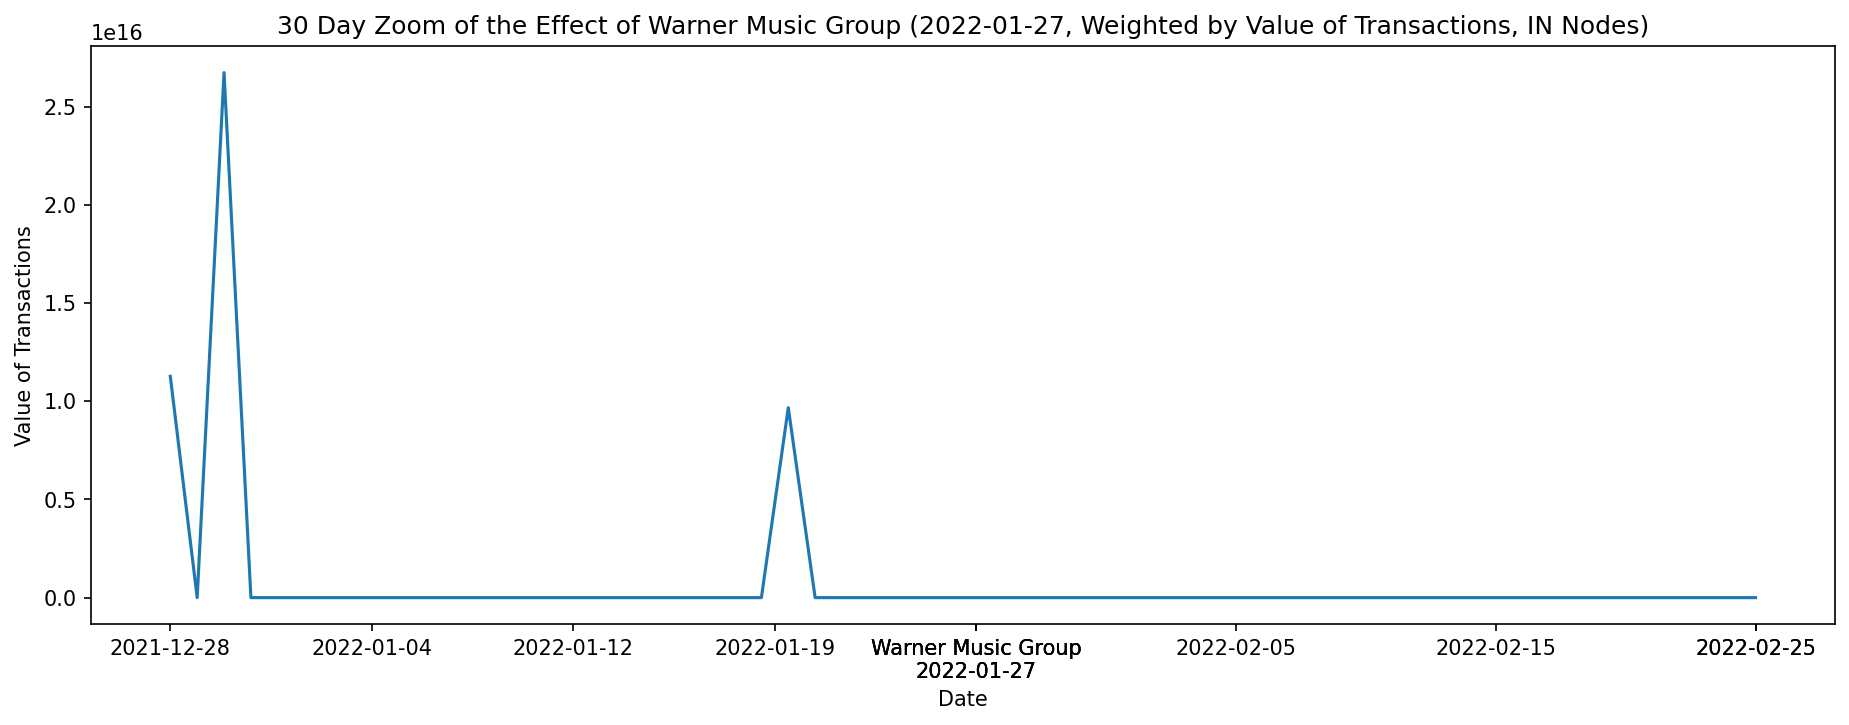 30 Day Zoom of the Effect of Warner Music Group (2022-01-27, Weighted by Value of Transactions, IN Nodes)
1e16
2.5
2.0
1.5
1.0
0.5
0.0
Value of Transactions
2021-12-28 2022-01-04 2022-01-12 2022-01-19 Warner Music Group 2022-02-05 2022-02-15 2022-02-25
2022-01-27
Date